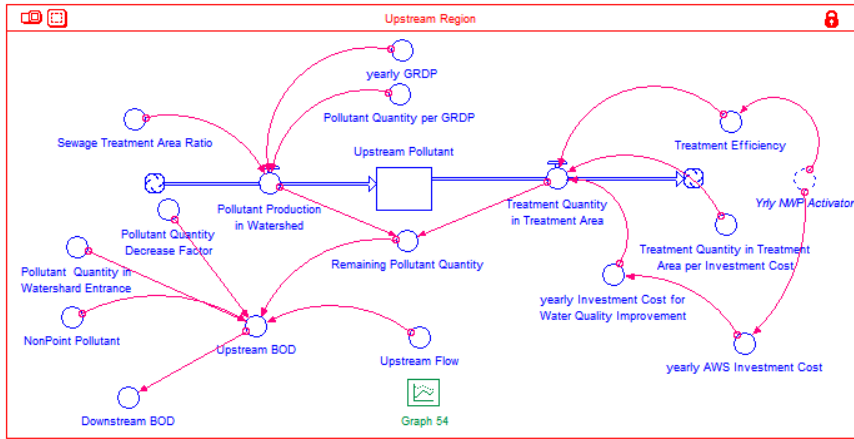 Upstream Region
yearly GRDP
Pollutant Quantity per GRDP
Sewage Treatment Area Ratio
Treatment Efficiency
Upstream Pollutant
Pollutant Production
in Watershed
Treatment Quantity
in Treatment Area
Yrly NWP Activator
Pollutant Quantity
Decrease Factor
Treatment Quantity in Treatment
Area per Investment Cost
Remaining Pollutant Quantity
Pollutant Quantity in
Watershard Entrance
yearly Investment Cost for
Water Quality Improvement
NonPoint Pollutant
Upstream BOD
Upstream Flow
yearly AWS Investment Cost
Downstream BOD
Graph 54